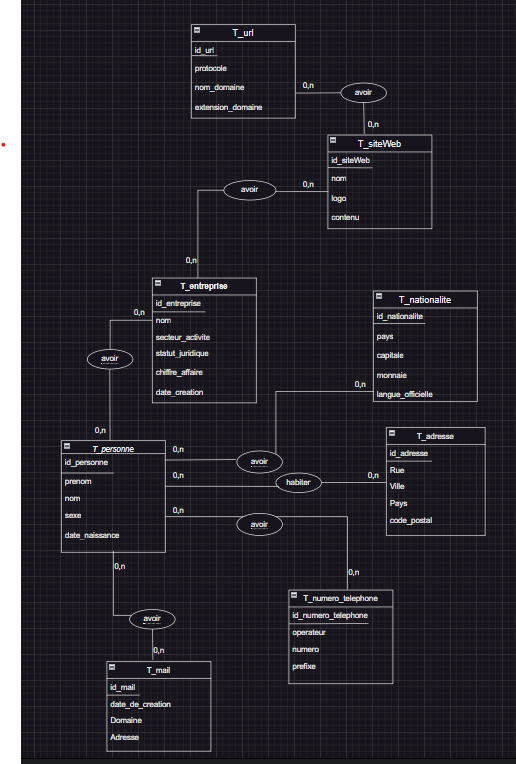 T_url
id_url
protocole
nom_domaine
extension_domaine
0,n
avoir
0,n
T_siteWeb
id_siteWeb
nom
logo
contenu
0,n
avoir
0,n
T_entreprise
id_entreprise
nom
secteur_activite
statut_juridique
chiffre_affaire
date_creation
0,n
avoir
0,n
T_nationalite
id_nationalite
pays
capitale
monnaie
langue_officielle
0,n
avoir
0,n
T_personne
id_personne
prenom
nom
sexe
date_naissance
0,n
habiter
0,n
T_adresse
id_adresse
Rue
Ville
Pays
code_postal
0,n
avoir
0,n
T_numero_telephone
id_numero_telephone
operateur
numero
prefixe
0,n
avoir
0,n
T_mail
id_mail
date_de_creation
Domaine
Adresse